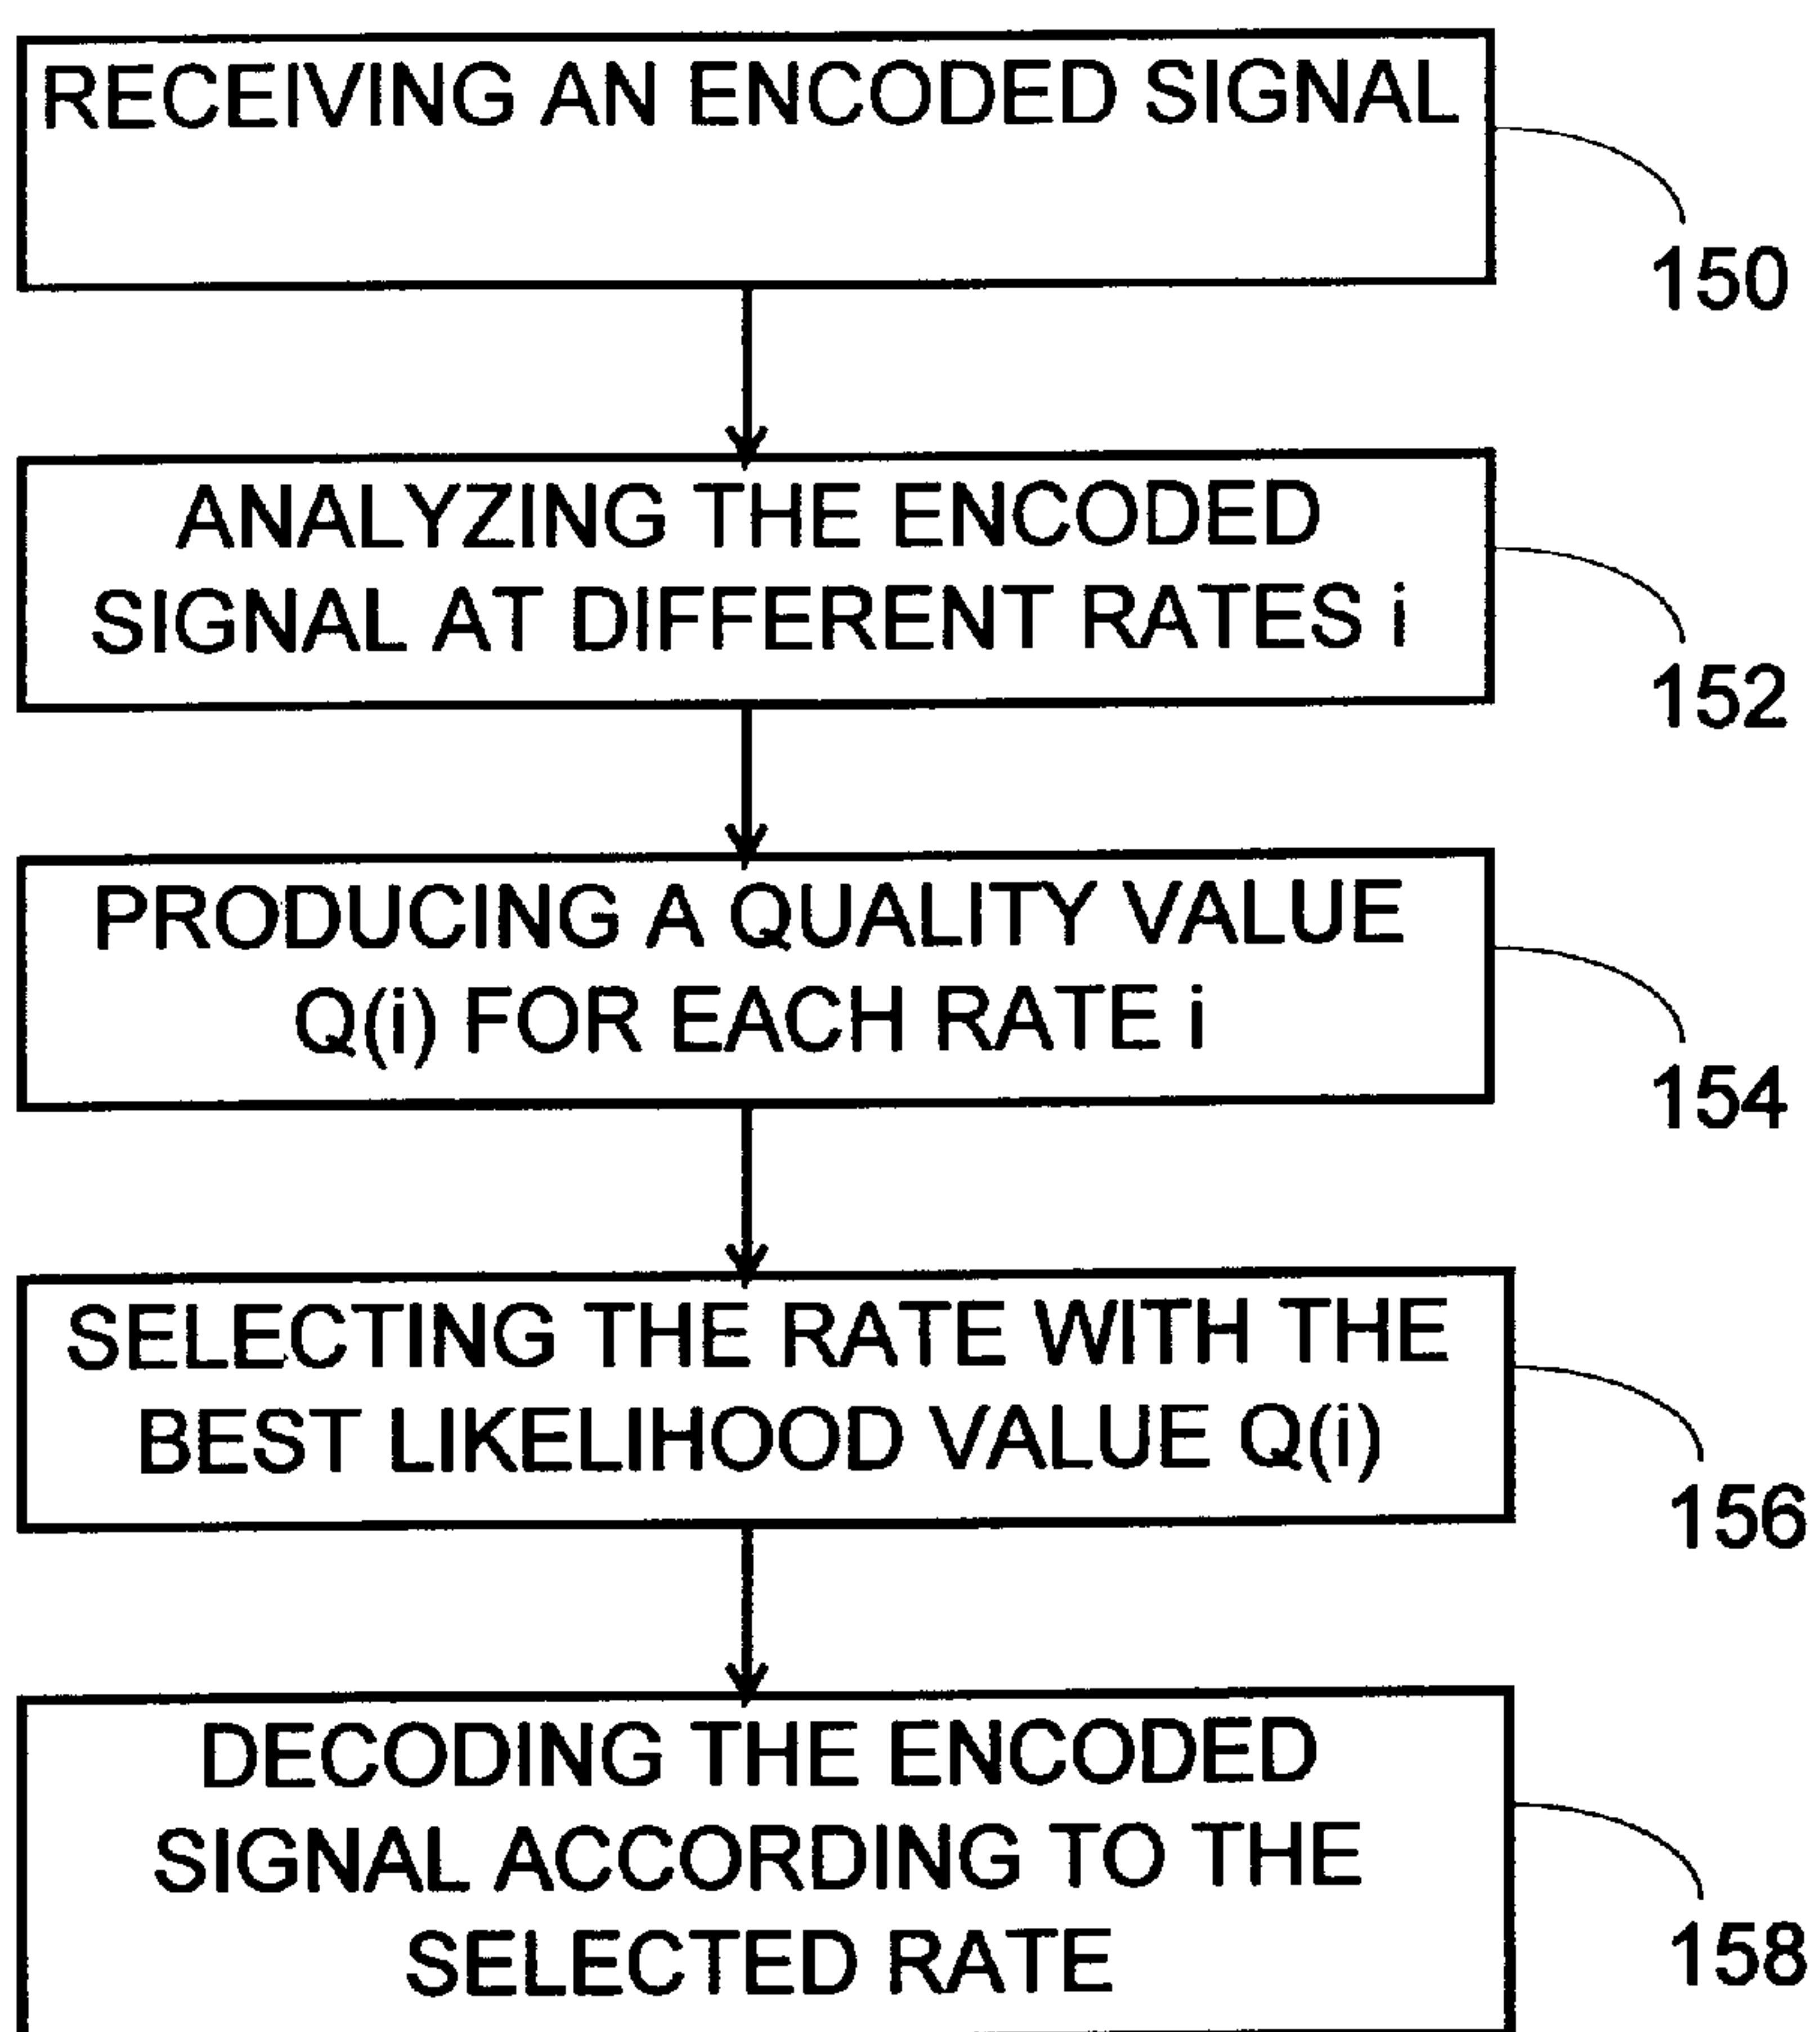 RECEIVING AN ENCODED SIGNAL
150
ANALYZING THE ENCODED
SIGNAL AT DIFFERENT RATES i
152
PRODUCING A QUALITY VALUE
Q(i) FOR EACH RATE i
154
SELECTING THE RATE WITH THE
BEST LIKELIHOOD VALUE Q(i)
156
DECODING THE ENCODED
SIGNAL ACCORDING TO THE
SELECTED RATE
158